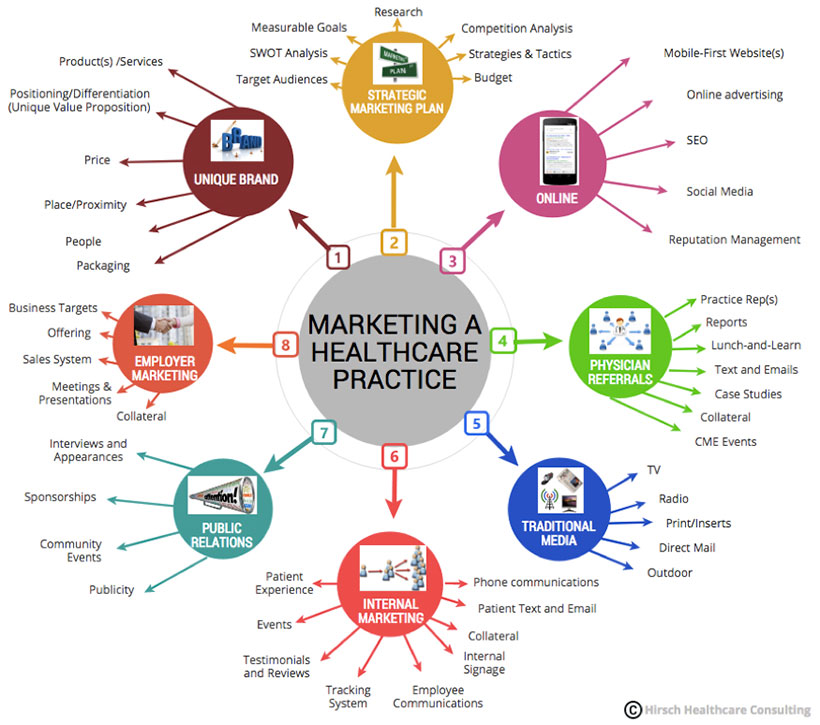 MARKETING A
HEALTHCARE
PRACTICE
1
BRAND
UNIQUE BRAND
Product(s) /Services
Positioning/Differentiation
(Unique Value Proposition)
Price
Place/Proximity
People
Packaging
2
MARKETING
PLAN
STRATEGIC
MARKETING PLAN
Research
Measurable Goals
SWOT Analysis
Target Audiences
Competition Analysis
Strategies & Tactics
Budget
3
ONLINE
Mobile-First Website(s)
Online advertising
SEO
Social Media
Reputation Management
4
PHYSICIAN
REFERRALS
Practice Rep(s)
Reports
Lunch-and-Learn
Text and Emails
Case Studies
Collateral
CME Events
5
TRADITIONAL
MEDIA
TV
Radio
Print/Inserts
Direct Mail
Outdoor
6
INTERNAL
MARKETING
Patient
Experience
Events
Testimonials
and Reviews
Tracking
System
Employee
Communications
Internal
Signage
Collateral
Patient Text and Email
Phone communications
7
attention!
PUBLIC
RELATIONS
Interviews and
Appearances
Sponsorships
Community
Events
Publicity
8
EMPLOYER
MARKETING
Business Targets
Offering
Sales System
Meetings &
Presentations
Collateral
© Hirsch Healthcare Consulting